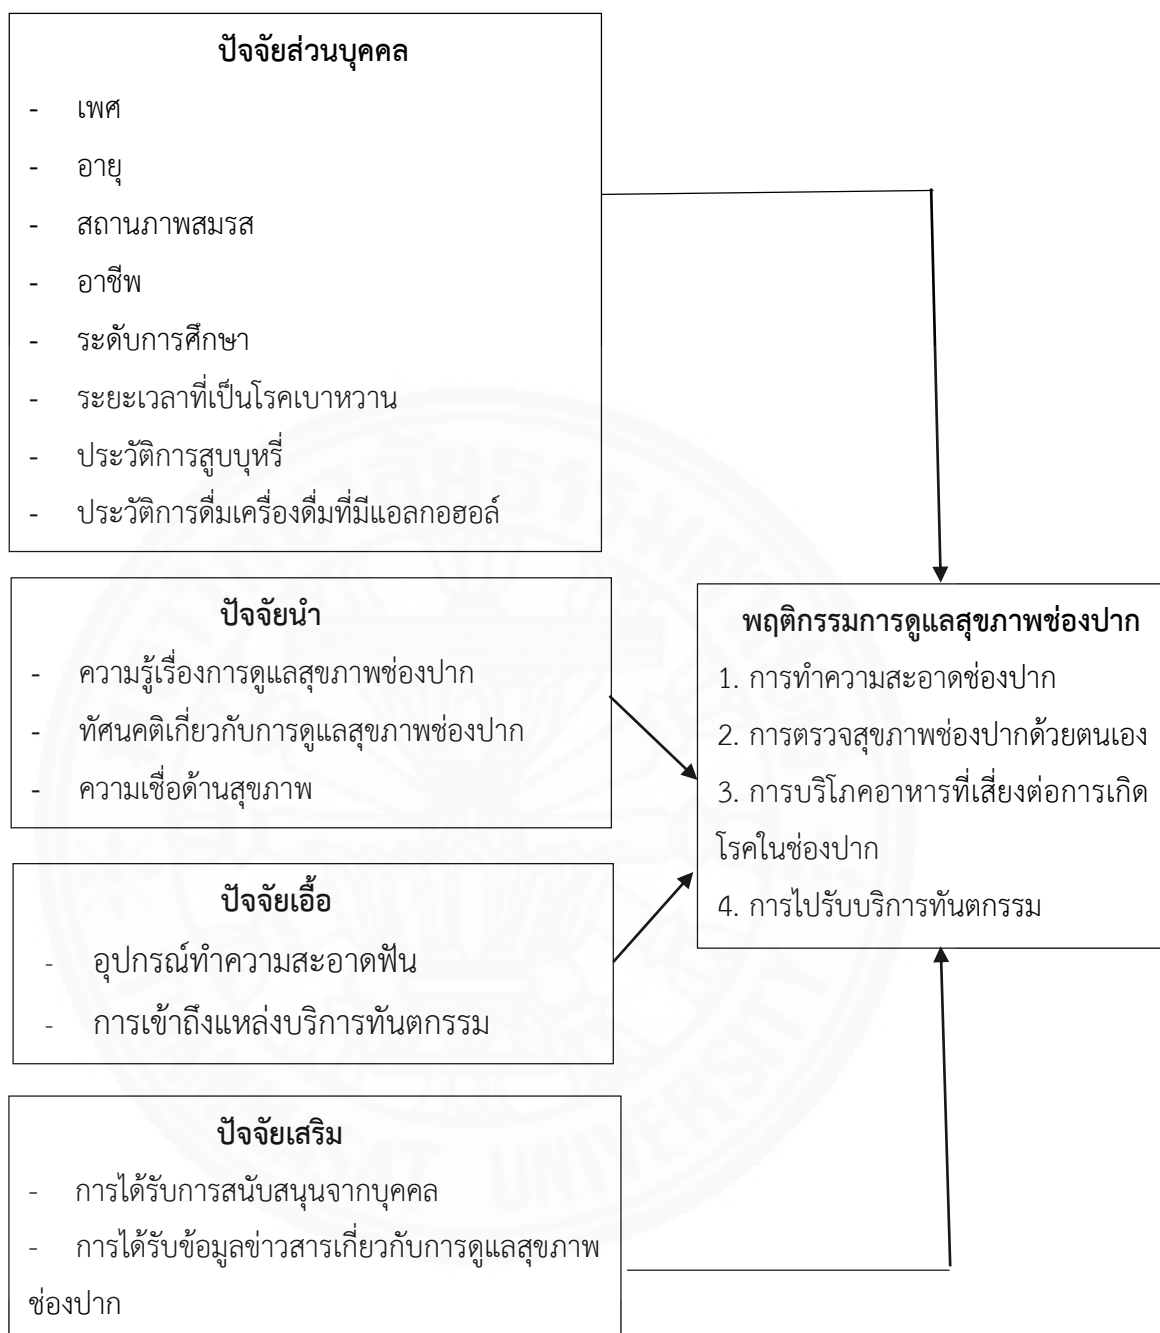 ปัจจัยส่วนบุคคล
- เพศ
- อายุ
- สถานภาพสมรส
- อาชีพ
- ระดับการศึกษา
- ระยะเวลาที่เป็นโรคเบาหวาน
- ประวัติการสูบบุหรี่
- ประวัติการดื่มเครื่องดื่มที่มีแอลกอฮอล์
ปัจจัยนำ
- ความรู้เรื่องการดูแลสุขภาพช่องปาก
- ทัศนคติเกี่ยวกับการดูแลสุขภาพช่องปาก
- ความเชื่อด้านสุขภาพ
ปัจจัยเอื้อ
- อุปกรณ์ทำความสะอาดฟัน
- การเข้าถึงแหล่งบริการทันตกรรม
ปัจจัยเสริม
- การได้รับการสนับสนุนจากบุคคล
- การได้รับข้อมูลข่าวสารเกี่ยวกับการดูแลสุขภาพ
ช่องปาก
พฤติกรรมการดูแลสุขภาพช่องปาก
1. การทำความสะอาดช่องปาก
2. การตรวจสุขภาพช่องปากด้วยตนเอง
3. การบริโภคอาหารที่เสี่ยงต่อการเกิด
โรคในช่องปาก
4. การไปรับบริการทันตกรรม